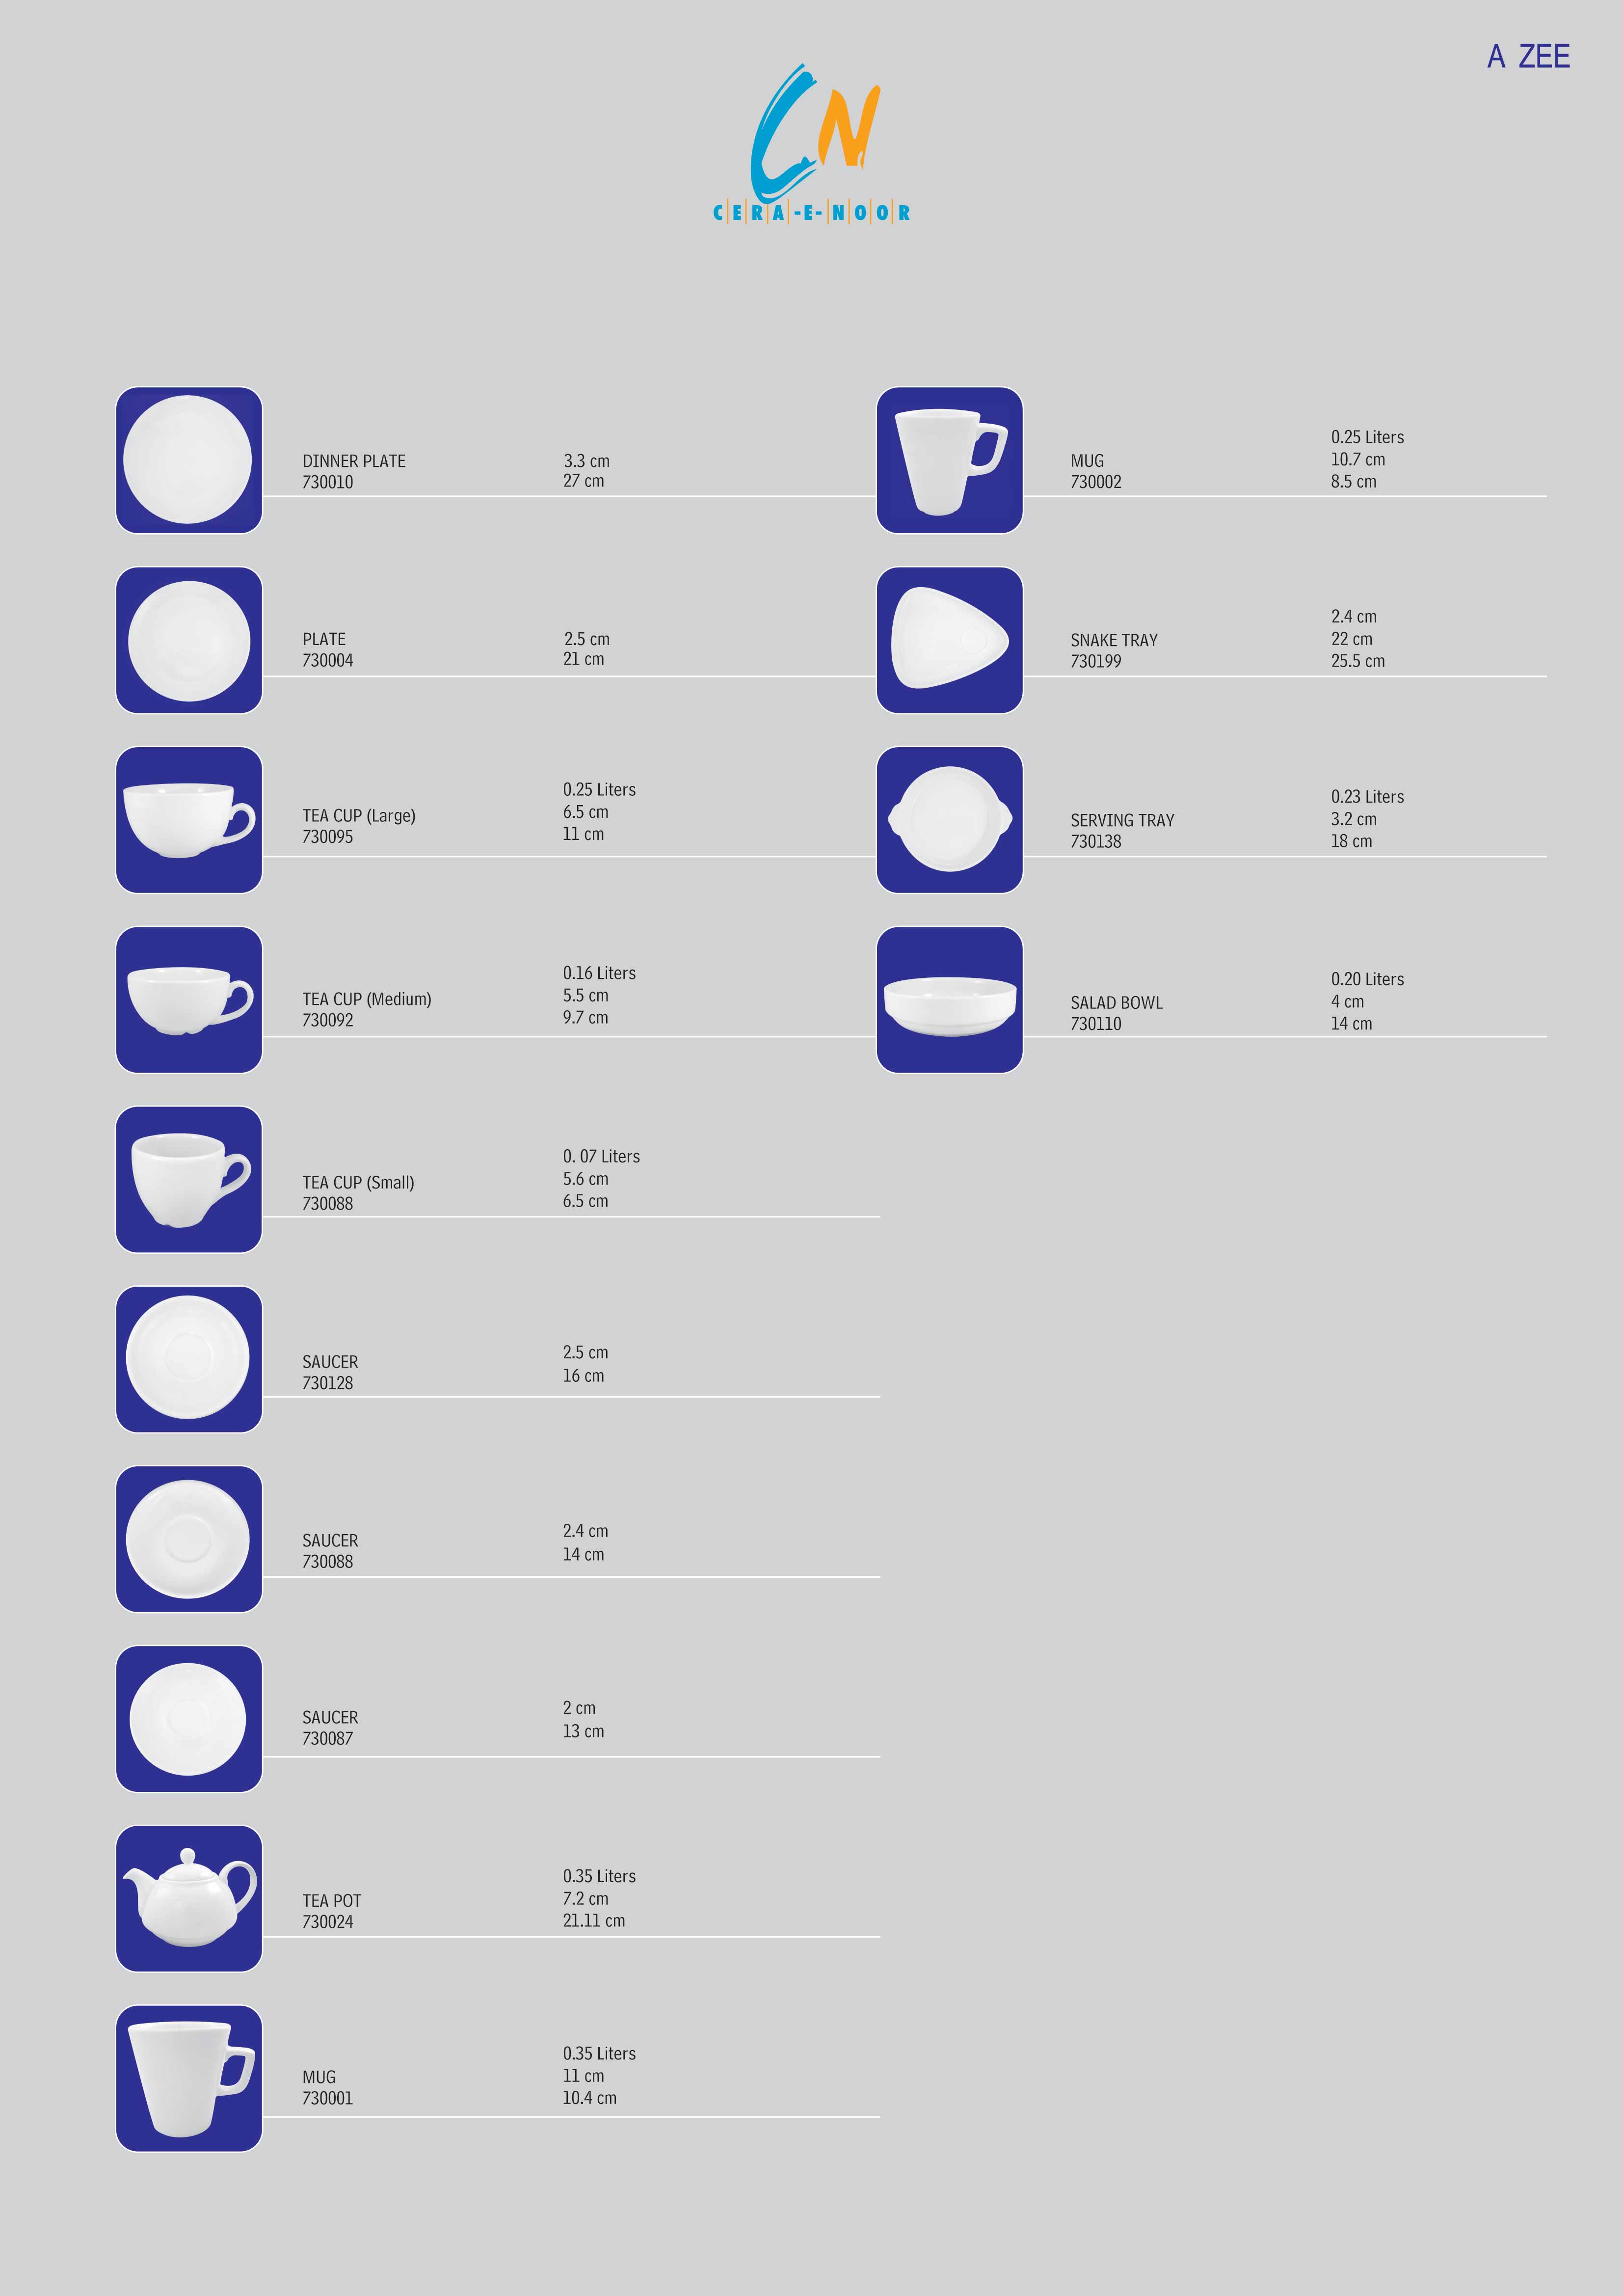 A ZEE
CN
CERA-E-NOOR
DINNER PLATE
730010
3.3 cm
27 cm
PLATE
730004
2.5 cm
21 cm
TEA CUP (Large)
730095
0.25 Liters
6.5 cm
11 cm
TEA CUP (Medium)
730092
0.16 Liters
5.5 cm
9.7 cm
TEA CUP (Small)
730088
0. 07 Liters
5.6 cm
6.5 cm
SAUCER
730128
2.5 cm
16 cm
SAUCER
730088
2.4 cm
14 cm
SAUCER
730087
2 cm
13 cm
TEA POT
730024
0.35 Liters
7.2 cm
21.11 cm
MUG
730001
0.35 Liters
11 cm
10.4 cm
MUG
730002
0.25 Liters
10.7 cm
8.5 cm
SNAKE TRAY
730199
2.4 cm
22 cm
25.5 cm
SERVING TRAY
730138
0.23 Liters
3.2 cm
18 cm
SALAD BOWL
730110
0.20 Liters
4 cm
14 cm